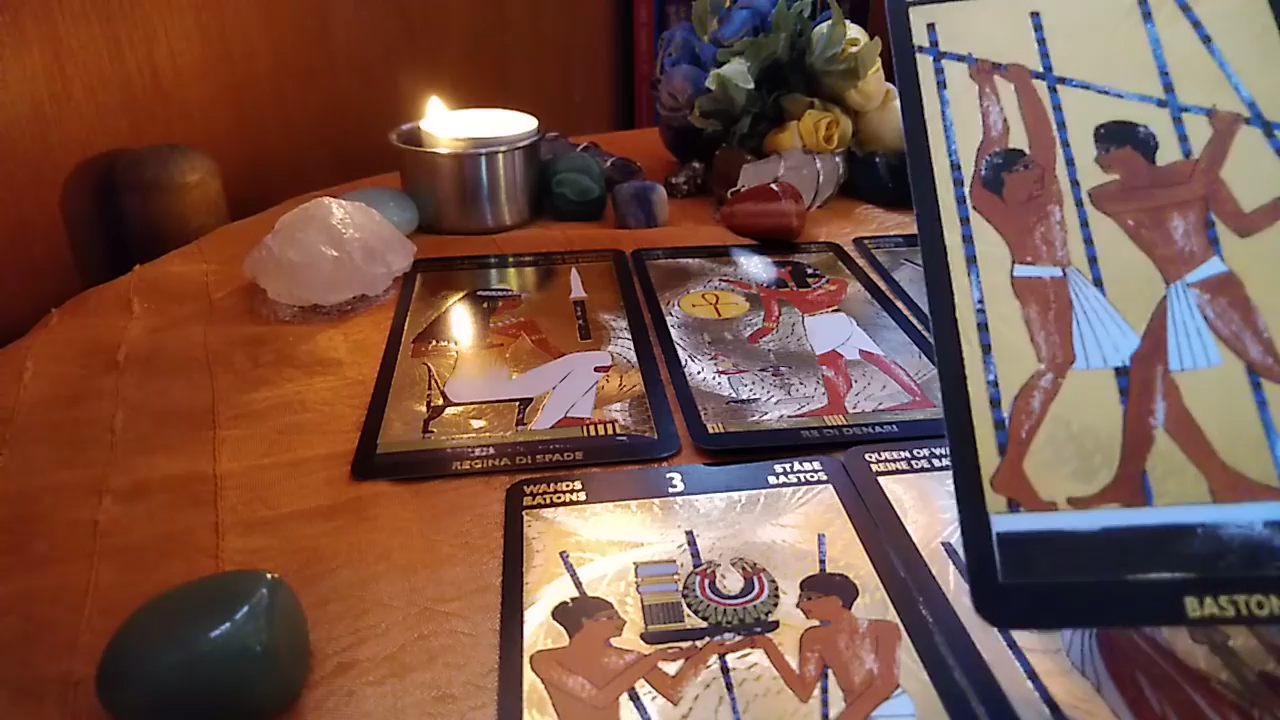 REGINA DI SPADE
RE DI DENARI
WANDS
BATONS
3
STÄBE
BASTOS
QUEEN OF W
REINE DE BA
BASTON